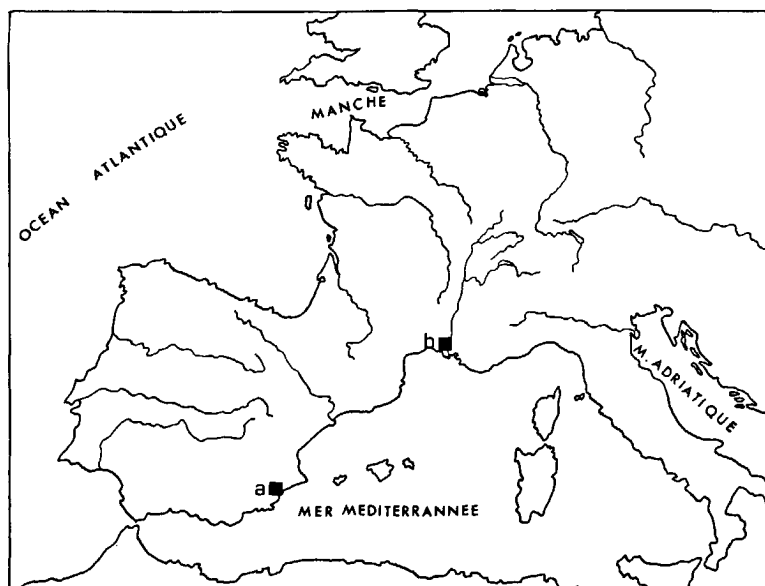 MANCHE
OCEAN ATLANTIQUE
b
M. ADRIATIQUE
a
MER MEDITERRANNEE